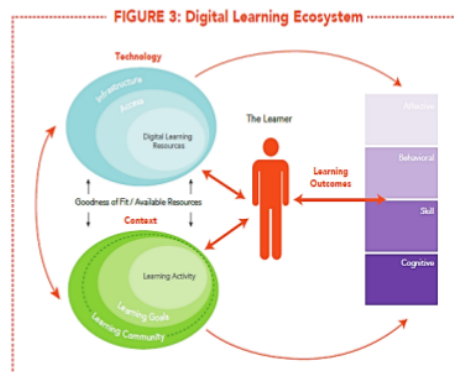 FIGURE 3: Digital Learning Ecosystem
Technology
Infrastructure
Access
Digital Learning
Resources
The Learner
Goodness of Fit / Available Resources
Context
Learning Activity
Learning Goals
Learning Community
Learning
Outcomes
Affective
Behavioral
Skill
Cognitive